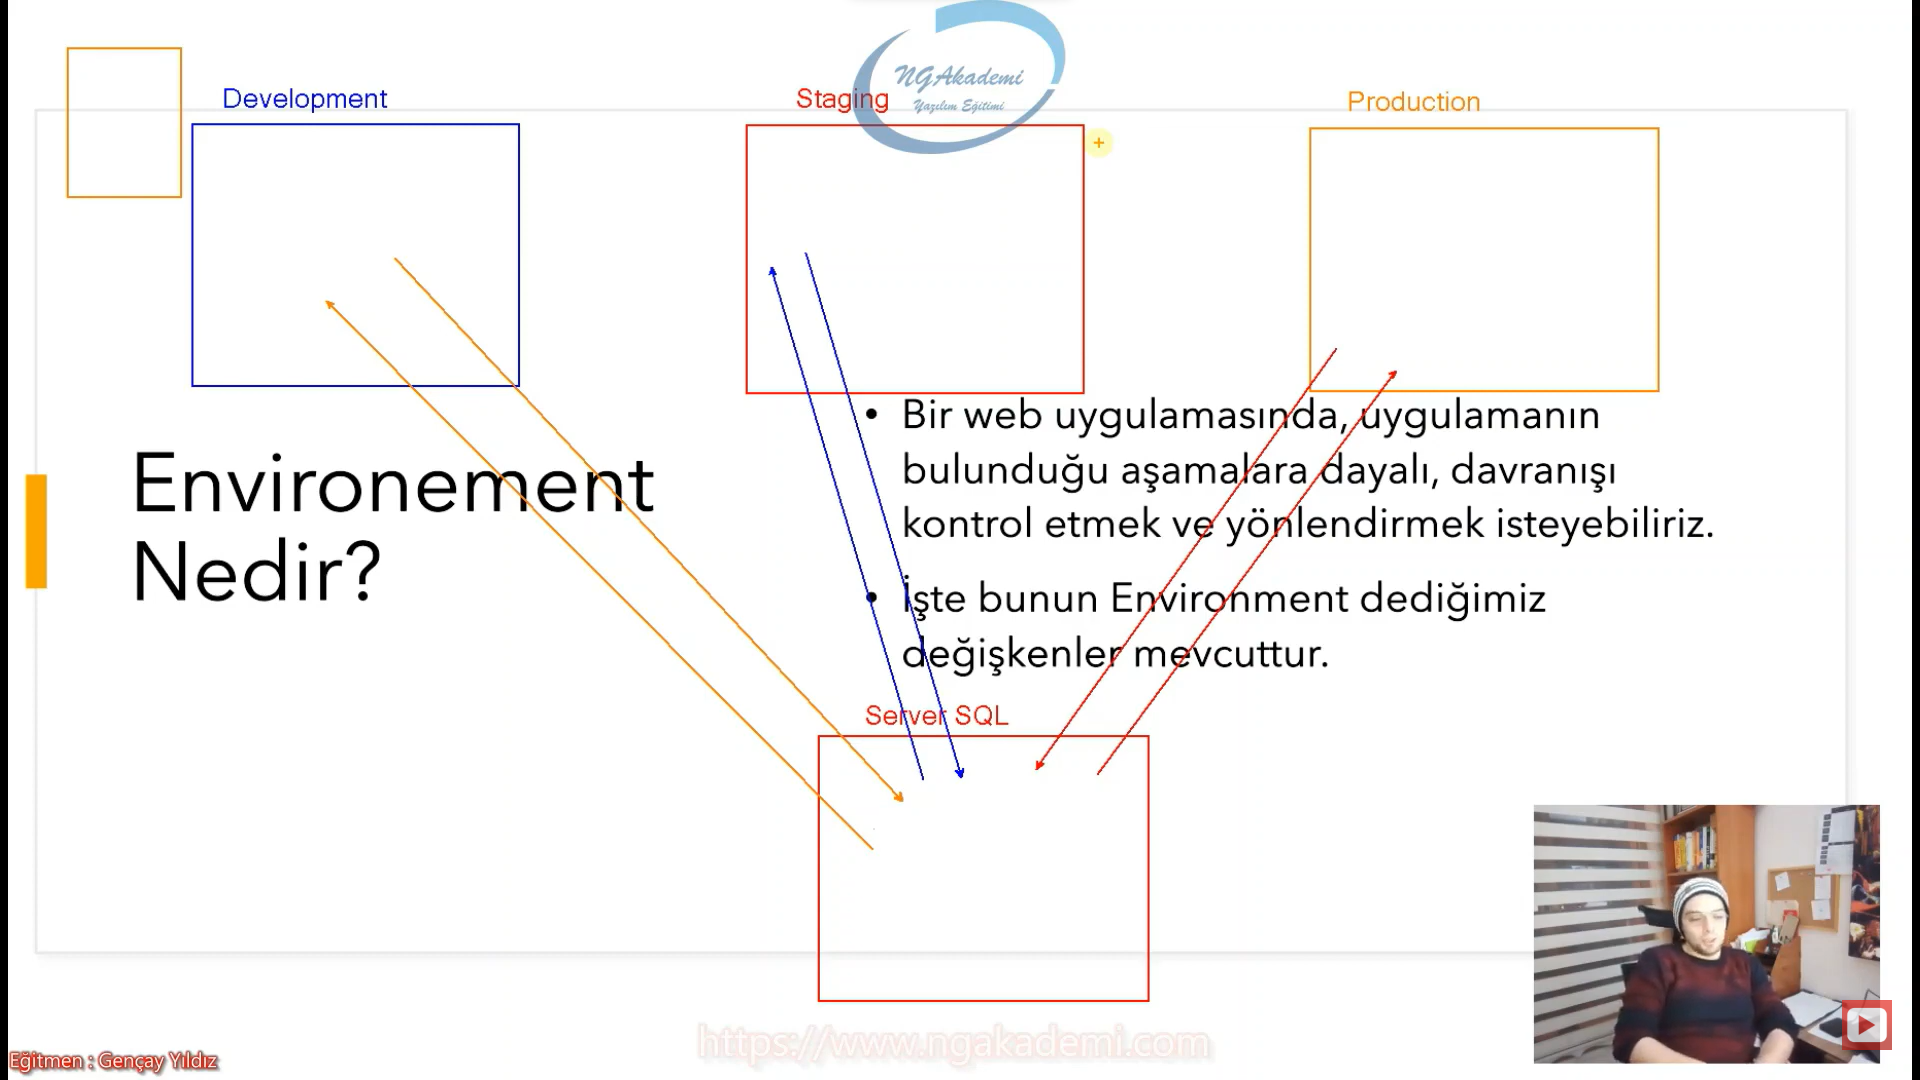 NGAkademi
Yazılım Eğitimi
Development
Staging
Production
Environement
Nedir?
• Bir web uygulamasında, uygulamanın
bulunduğu aşamalara dayalı, davranışı
kontrol etmek ve yönlendirmek isteyebiliriz.
• İşte bunun Environment dediğimiz
değişkenler mevcuttur.
Server SQL
https://www.ngakademi.com
Eğitmen : Gençay Yıldız